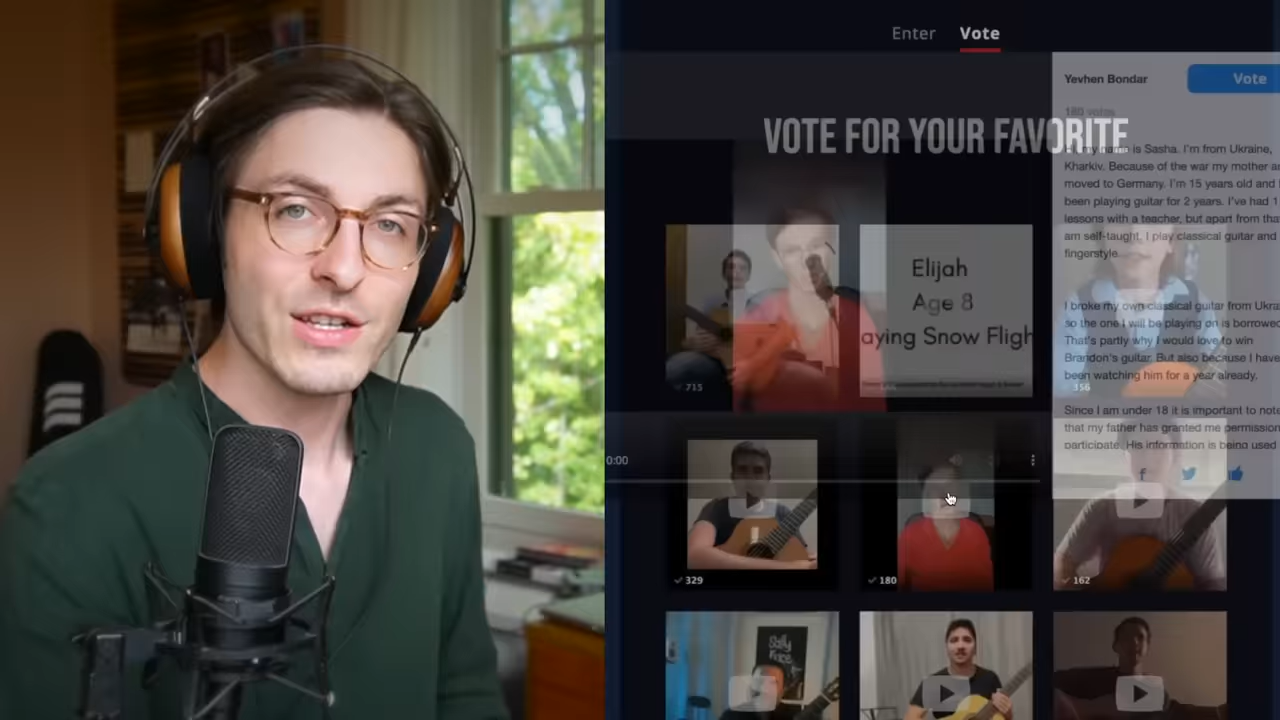 Enter Vote
Yevhen Bondar
Vote
180 votes
VOTE FOR YOUR FAVORITE
my name is Sasha. I'm from Ukraine,
Kharkiv. Because of the war my mother
moved to Germany. I'm 15 years old and
been playing guitar for 2 years. I've had 1
lessons with a teacher, but apart from
am self-taught. I play classical guitar and
fingerstyle.
Elijah
Age 8
aying Snow Fligh
I broke my own classical guitar from
so the one I will be playing on is borrowed
That's partly why I would love to win
Brandon's guitar. But also because I have
been watching him for a year already.
715
356
Since I am under 18 it is important to note
that my father has granted me permission
participate. His information is being used
0:00
329
180
162
Sally
Face